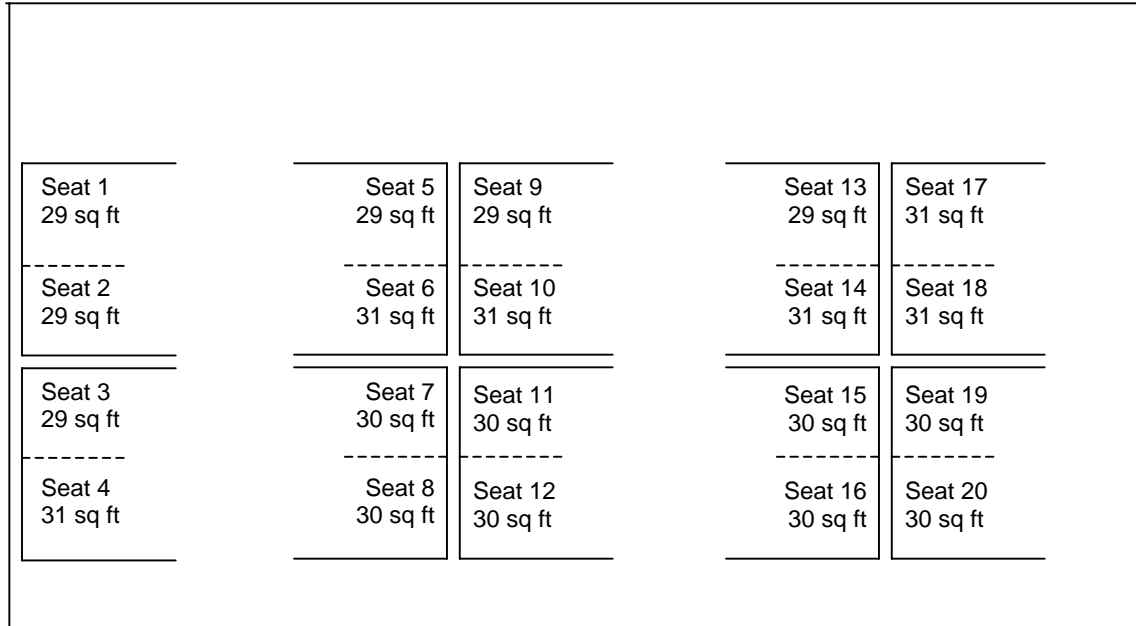 Seat 1
29 sq ft
Seat 5
29 sq ft
Seat 9
29 sq ft
Seat 13
29 sq ft
Seat 17
31 sq ft
Seat 2
29 sq ft
Seat 6
31 sq ft
Seat 10
31 sq ft
Seat 14
31 sq ft
Seat 18
31 sq ft
Seat 3
29 sq ft
Seat 7
30 sq ft
Seat 11
30 sq ft
Seat 15
30 sq ft
Seat 19
30 sq ft
Seat 4
31 sq ft
Seat 8
30 sq ft
Seat 12
30 sq ft
Seat 16
30 sq ft
Seat 20
30 sq ft